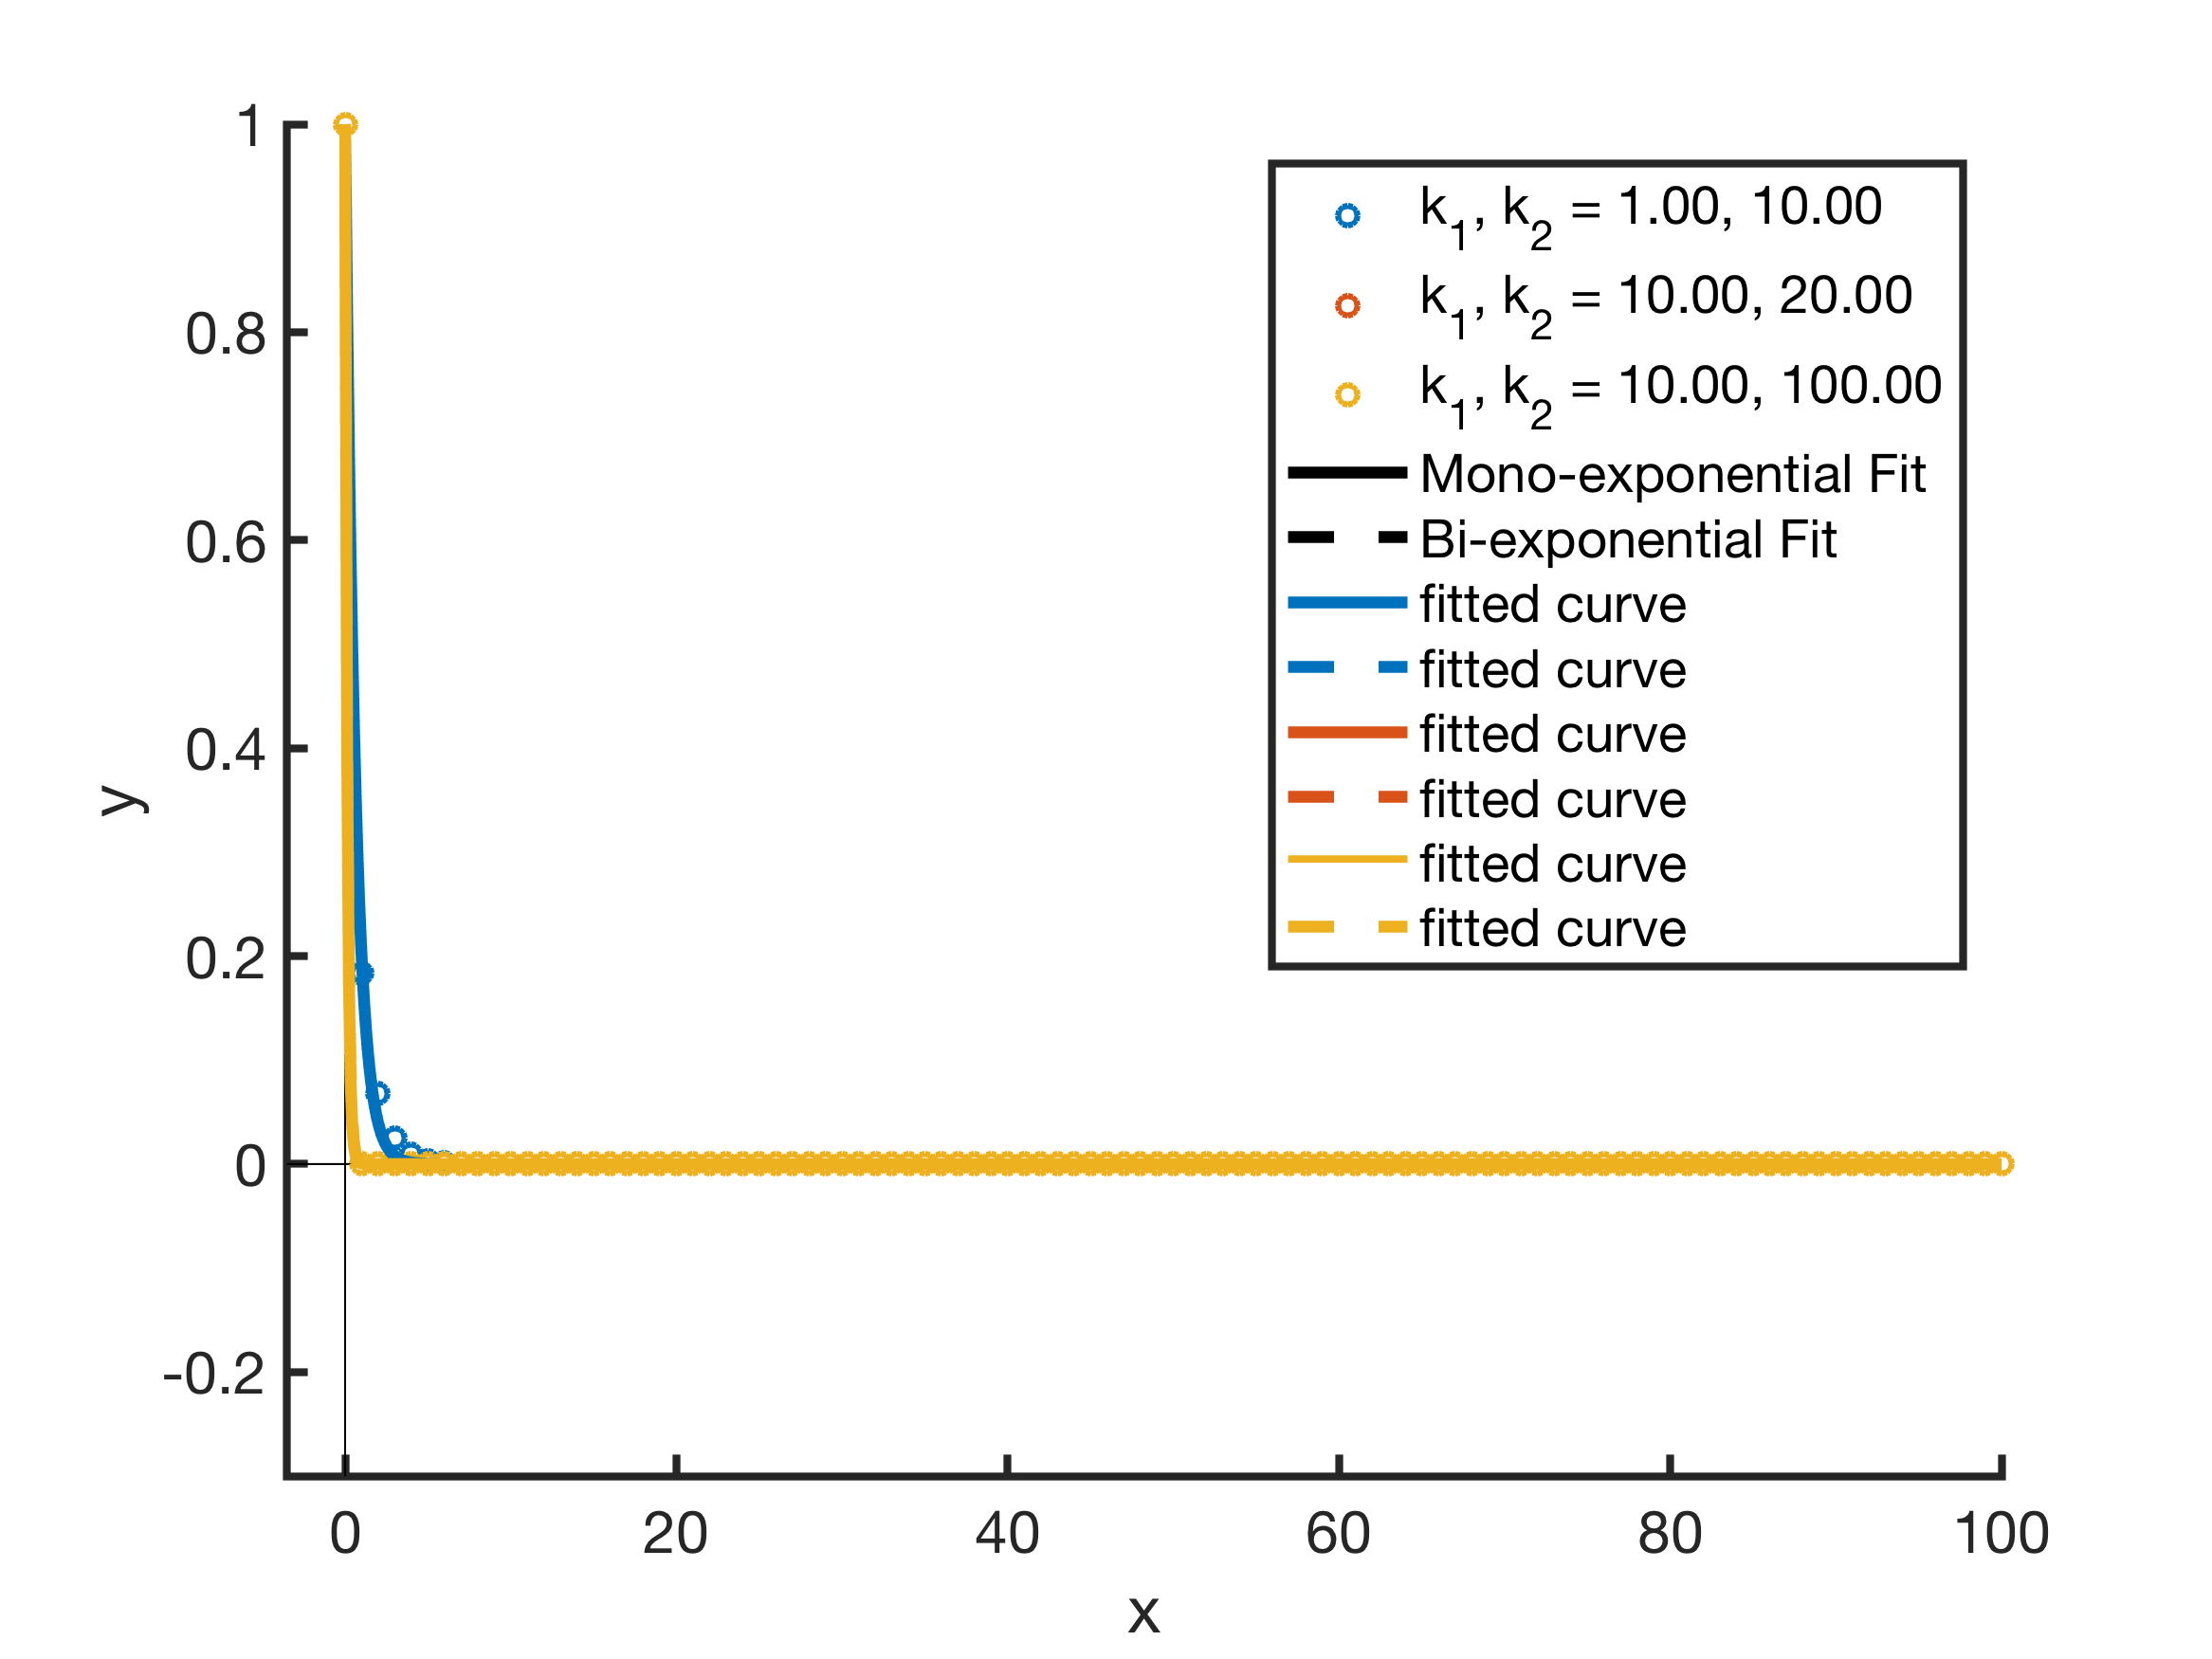 1
0.8
0.6
0.4
0.2
0
-0.2
y
k1, k2 = 1.00, 10.00
k1, k2 = 10.00, 20.00
k1, k2 = 10.00, 100.00
Mono-exponential Fit
Bi-exponential Fit
fitted curve
fitted curve
fitted curve
fitted curve
fitted curve
fitted curve
0 20 40 60 80 100
x